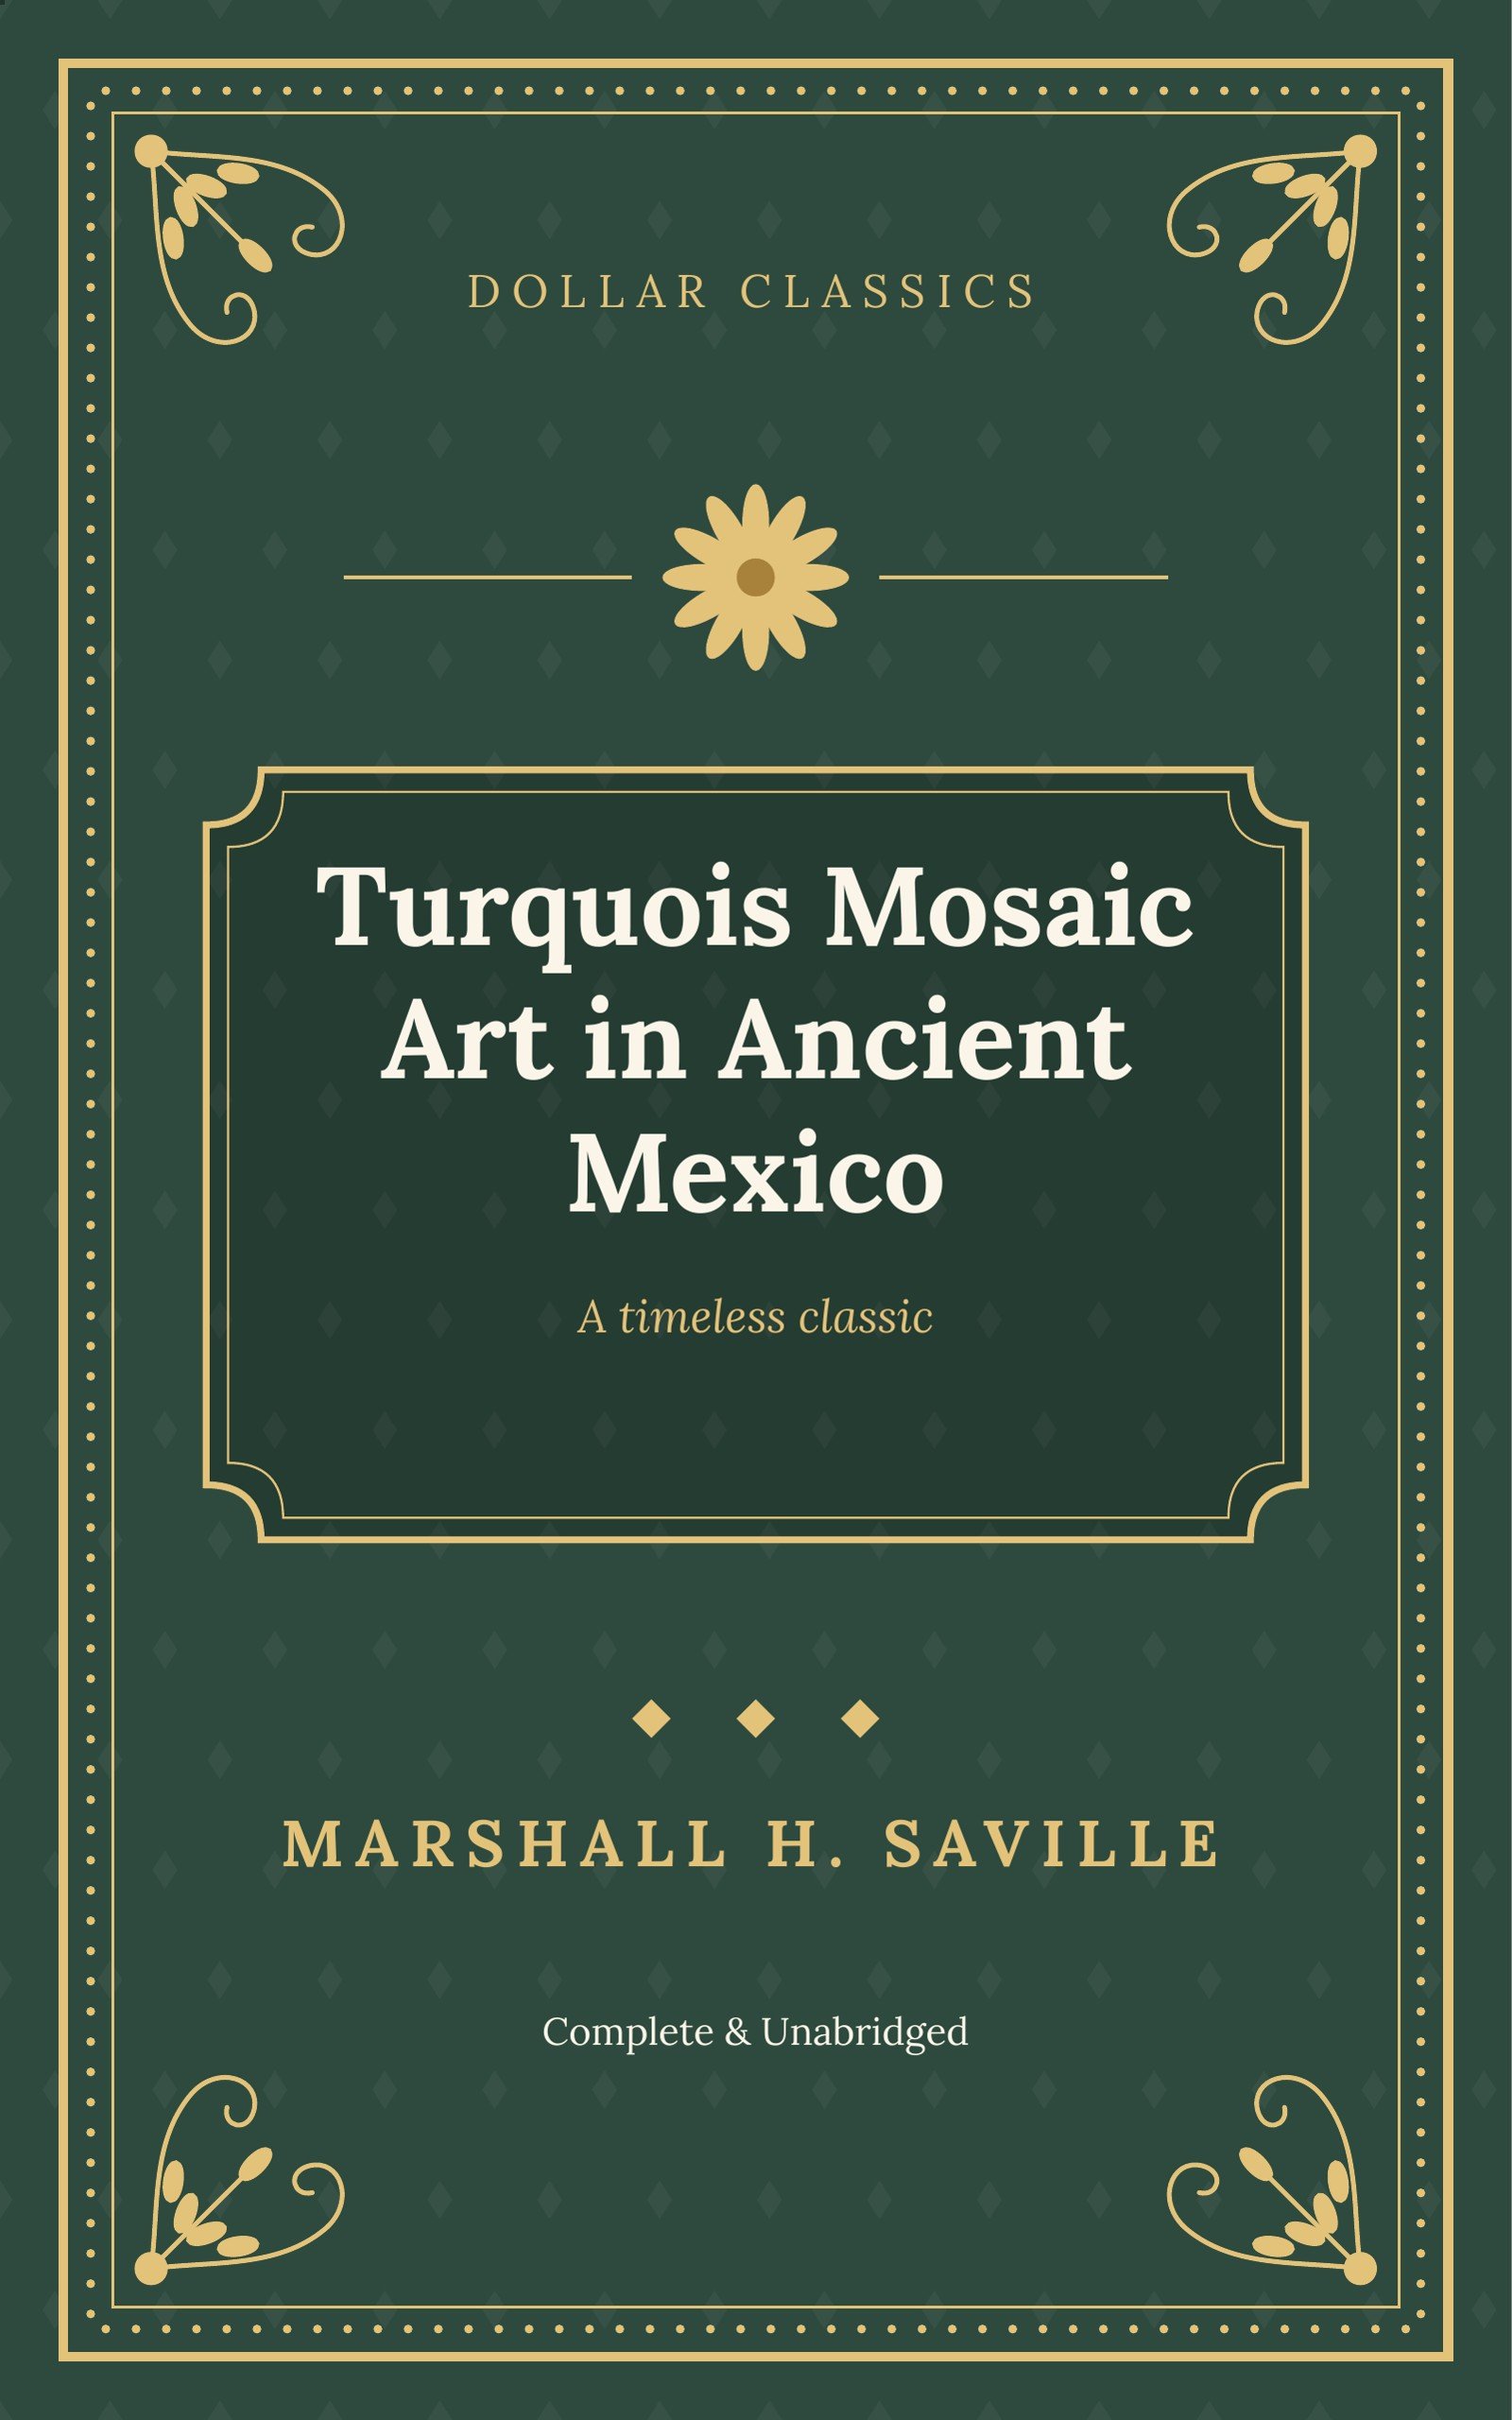 DOLLAR CLASSICS
Turquois Mosaic
Art in Ancient
Mexico
A timeless classic
MARSHALL H. SAVILLE
Complete & Unabridged